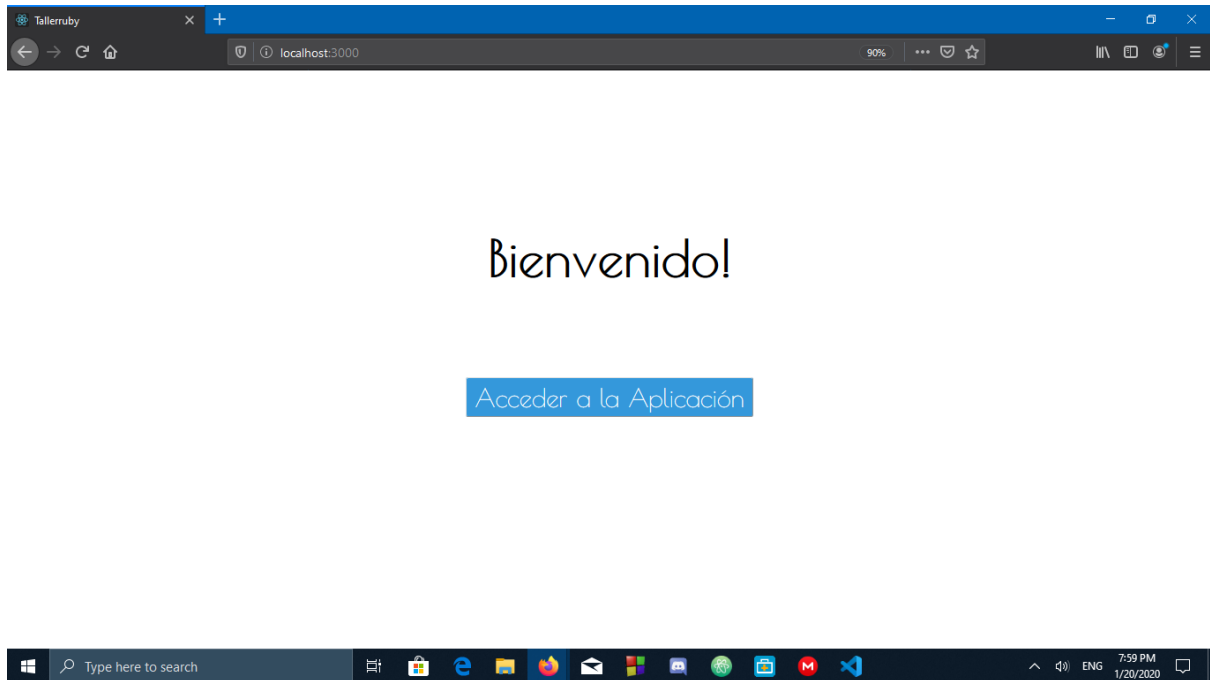 Tallerruby
localhost:3000
90%
Bienvenido!
Acceder a la Aplicación
Type here to search
ENG
7:59 PM
1/20/2020